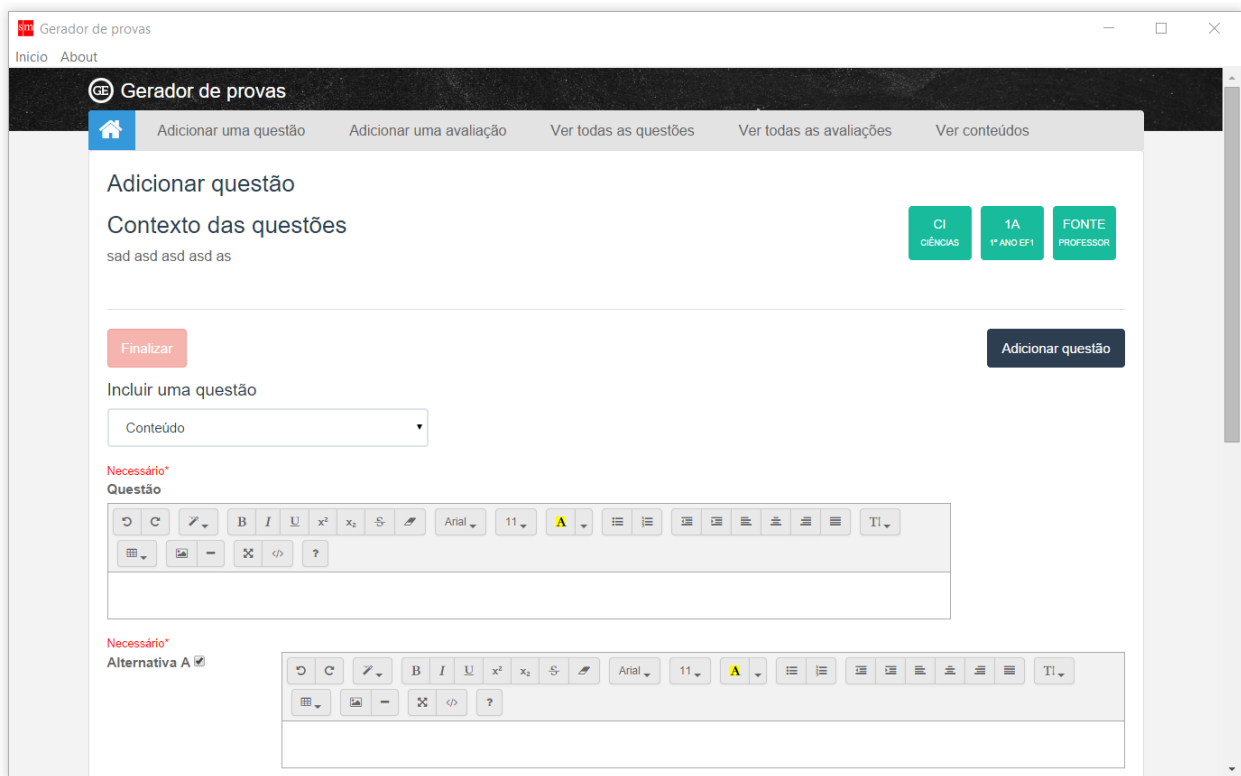 sm Gerador de provas
Inicio About
GE Gerador de provas
Adicionar uma questão Adicionar uma avaliação Ver todas as questões Ver todas as avaliações Ver conteúdos
Adicionar questão
Contexto das questões
sad asd asd asd as
CI
CIÊNCIAS
1A
1º ANO EF1
FONTE
PROFESSOR
Finalizar
Adicionar questão
Incluir uma questão
Conteúdo
Necessário*
Questão
B I U x² x₂ S Arial 11 A TI
</> ?
Necessário*
Alternativa A
B I U x² x₂ S Arial 11 A TI
</> ?